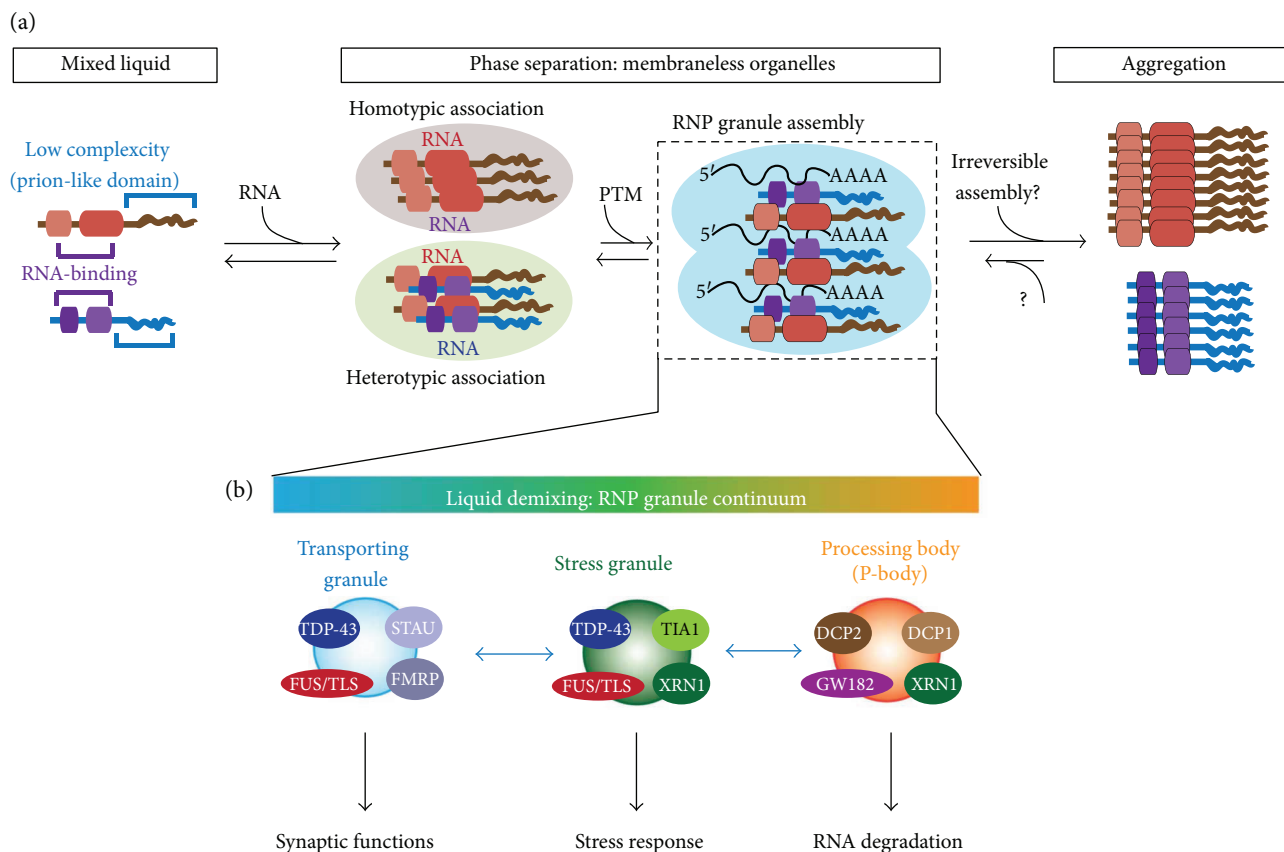 (a)
Mixed liquid
Phase separation: membraneless organelles
Aggregation
Low complexcity
(prion-like domain)
RNA-binding
RNA
Homotypic association
RNA
RNA
RNA
RNA
Heterotypic association
PTM
RNP granule assembly
5′
AAAA
5′
AAAA
5′
AAAA
Irreversible
assembly?
?
(b)
Liquid demixing: RNP granule continuum
Transporting
granule
TDP-43
STAU
FUS/TLS
FMRP
Stress granule
TDP-43
TIA1
FUS/TLS
XRN1
Processing body
(P-body)
DCP2
DCP1
GW182
XRN1
Synaptic functions
Stress response
RNA degradation